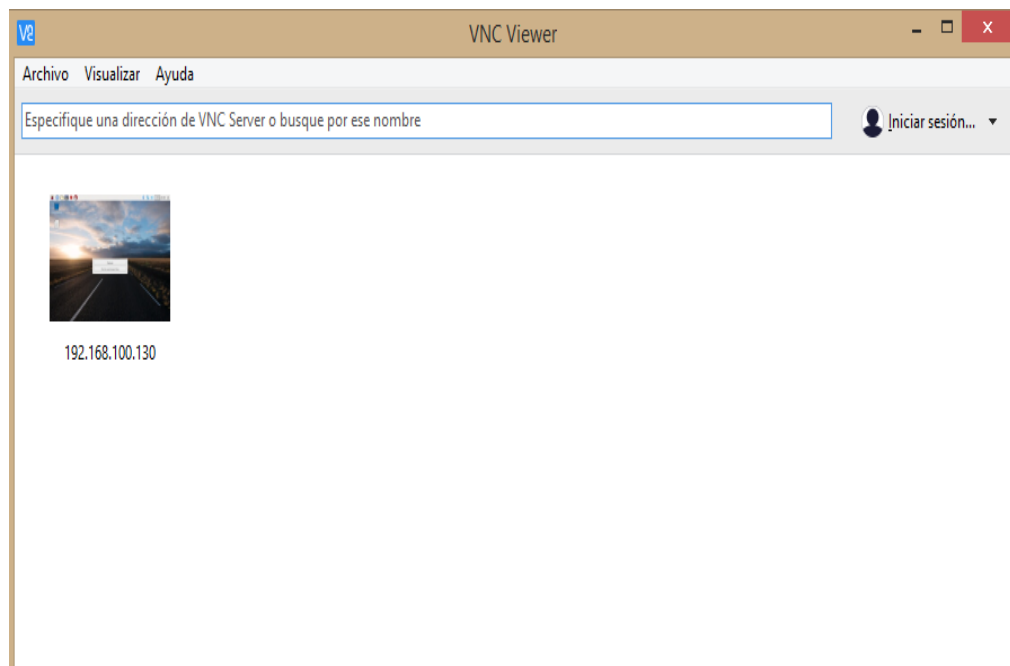 VNC Viewer
Archivo Visualizar Ayuda
Especifique una dirección de VNC Server o busque por ese nombre
Iniciar sesión...
192.168.100.130